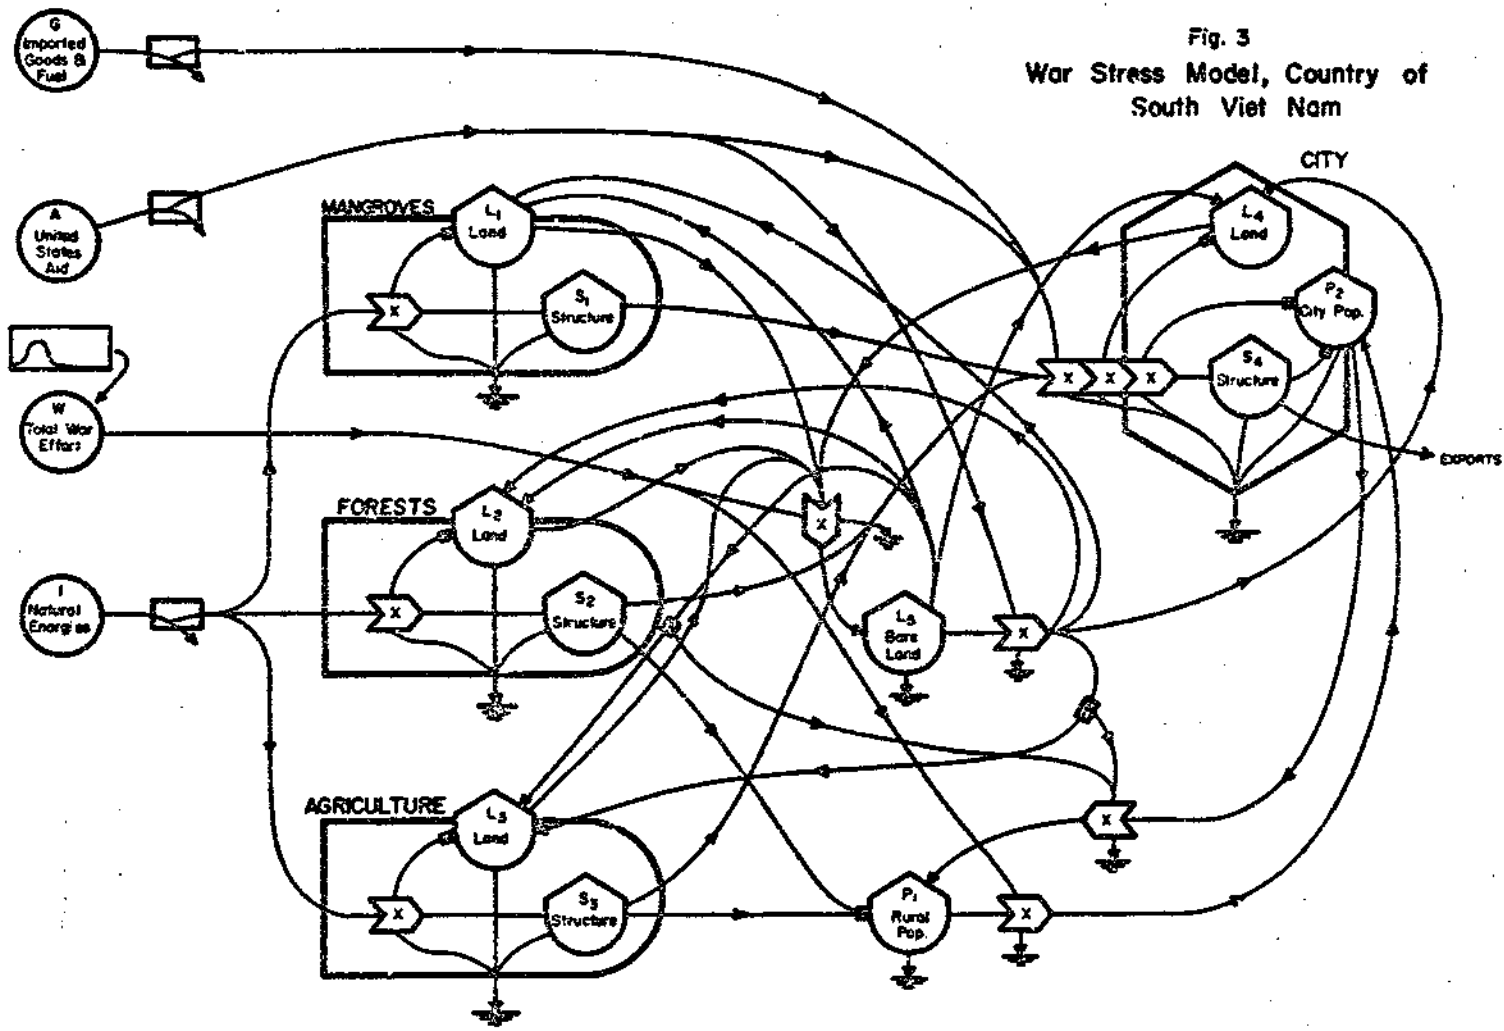 G
Imported
Goods &
Fuel
Fig. 3
War Stress Model, Country of
South Viet Nam
A
United
States
Aid
MANGROVES
L1
Land
X
S1
Structure
CITY
L4
Land
P2
City Pop.
X X X
S4
Structure
EXPORTS
W
Total War
Effort
FORESTS
L2
Land
X
S2
Structure
X
I
Natural
Energies
L5
Bare
Land
X
AGRICULTURE
L3
Land
X
S3
Structure
X
P1
Rural
Pop.
X